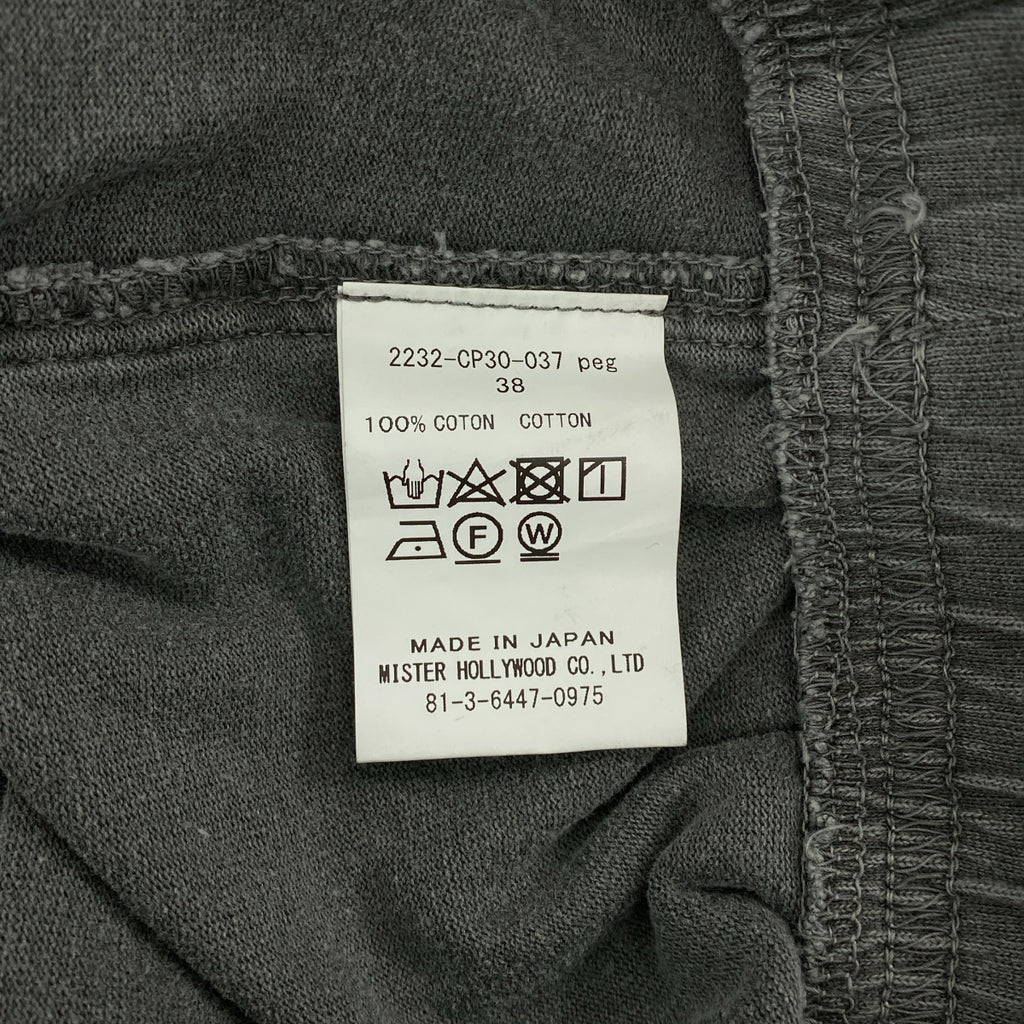 2232-CP30-037 peg
38
100% COTON COTTON
F W
MADE IN JAPAN
MISTER HOLLYWOOD CO.,LTD
81-3-6447-0975